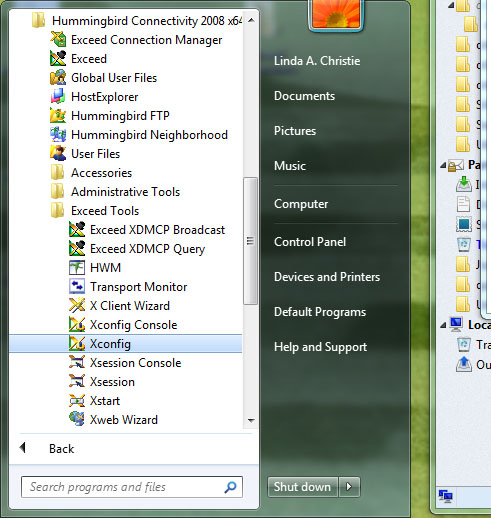 Hummingbird Connectivity 2008 x64
Exceed Connection Manager
Exceed
Global User Files
HostExplorer
Hummingbird FTP
Hummingbird Neighborhood
User Files
Accessories
Administrative Tools
Exceed Tools
Exceed XDMCP Broadcast
Exceed XDMCP Query
HWM
Transport Monitor
X Client Wizard
Xconfig Console
Xconfig
Xsession Console
Xsession
Xstart
Xweb Wizard
Back
Search programs and files
Linda A. Christie
Documents
Pictures
Music
Computer
Control Panel
Devices and Printers
Default Programs
Help and Support
Shut down
Pa
Loca
Tra
Ou